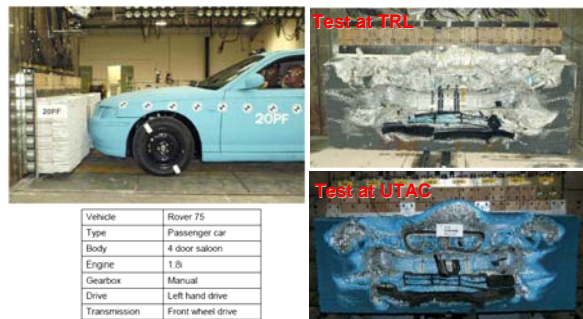 Test at TRL
20PF
20PF
Test at UTAC
Vehicle Rover 75
Type Passenger car
Body 4 door saloon
Engine 1.8i
Gearbox Manual
Drive Left hand drive
Transmission Front wheel drive